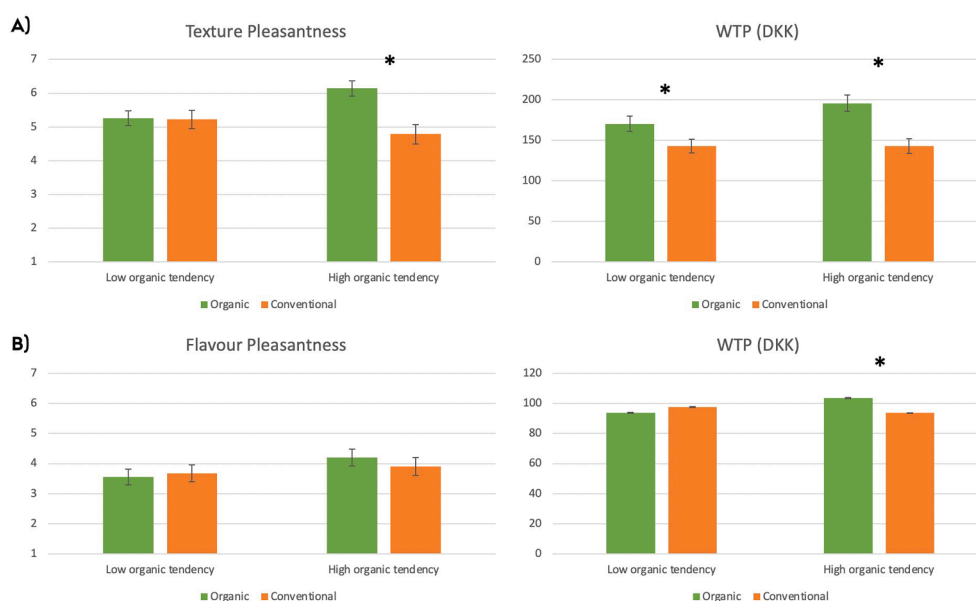 A)
Texture Pleasantness
7
6
5
4
3
2
1
*
Low organic tendency
High organic tendency
Organic
Conventional
WTP (DKK)
250
200
150
100
50
0
*
*
Low organic tendency
High organic tendency
Organic
Conventional
B)
Flavour Pleasantness
7
6
5
4
3
2
1
Low organic tendency
High organic tendency
Organic
Conventional
WTP (DKK)
120
100
80
60
40
20
0
*
Low organic tendency
High organic tendency
Organic
Conventional